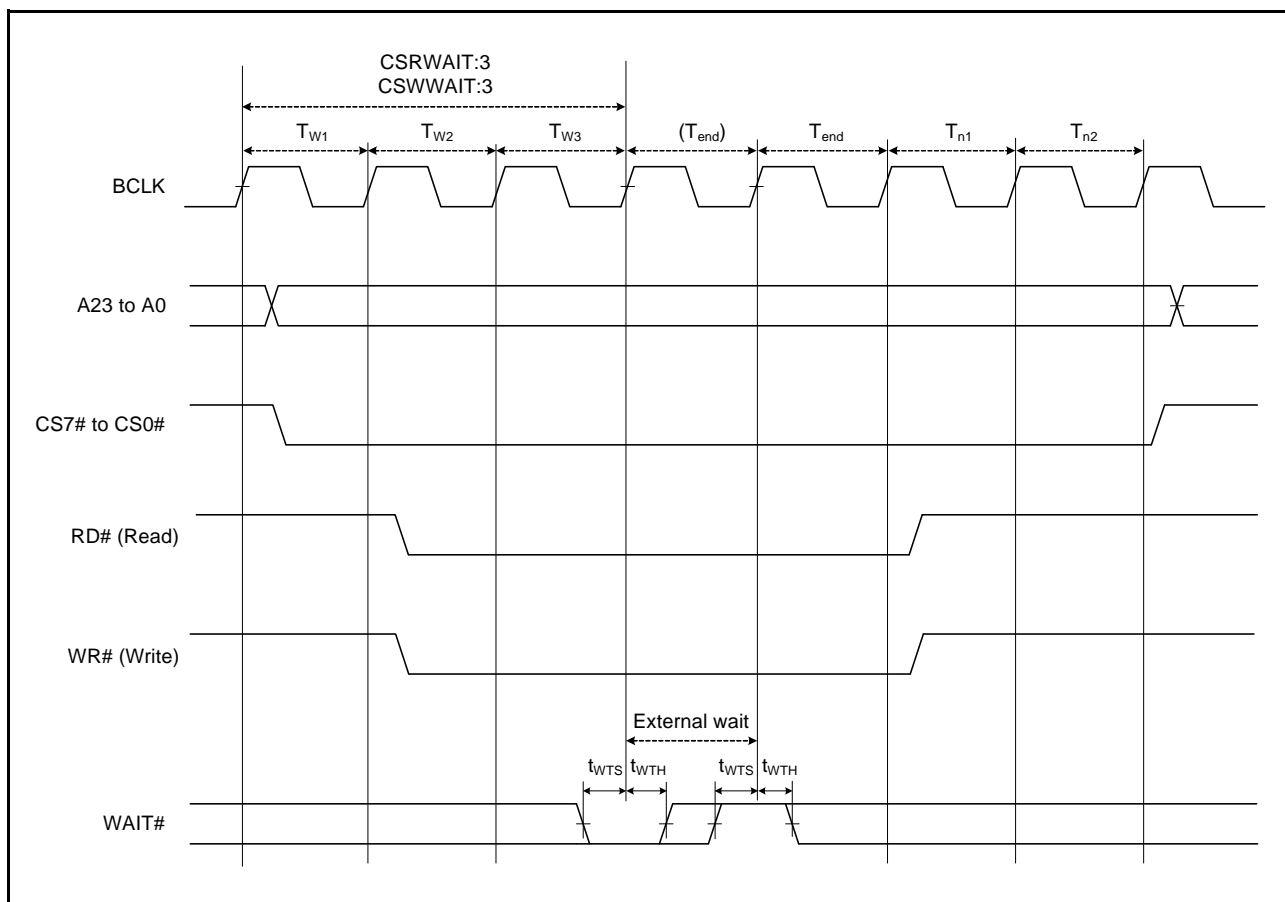 CSRWAIT:3
CSWWAIT:3
TW1 TW2 TW3 (Tend) Tend Tn1 Tn2
BCLK
A23 to A0
CS7# to CS0#
RD# (Read)
WR# (Write)
External wait
tWTS tWTH tWTS tWTH
WAIT#